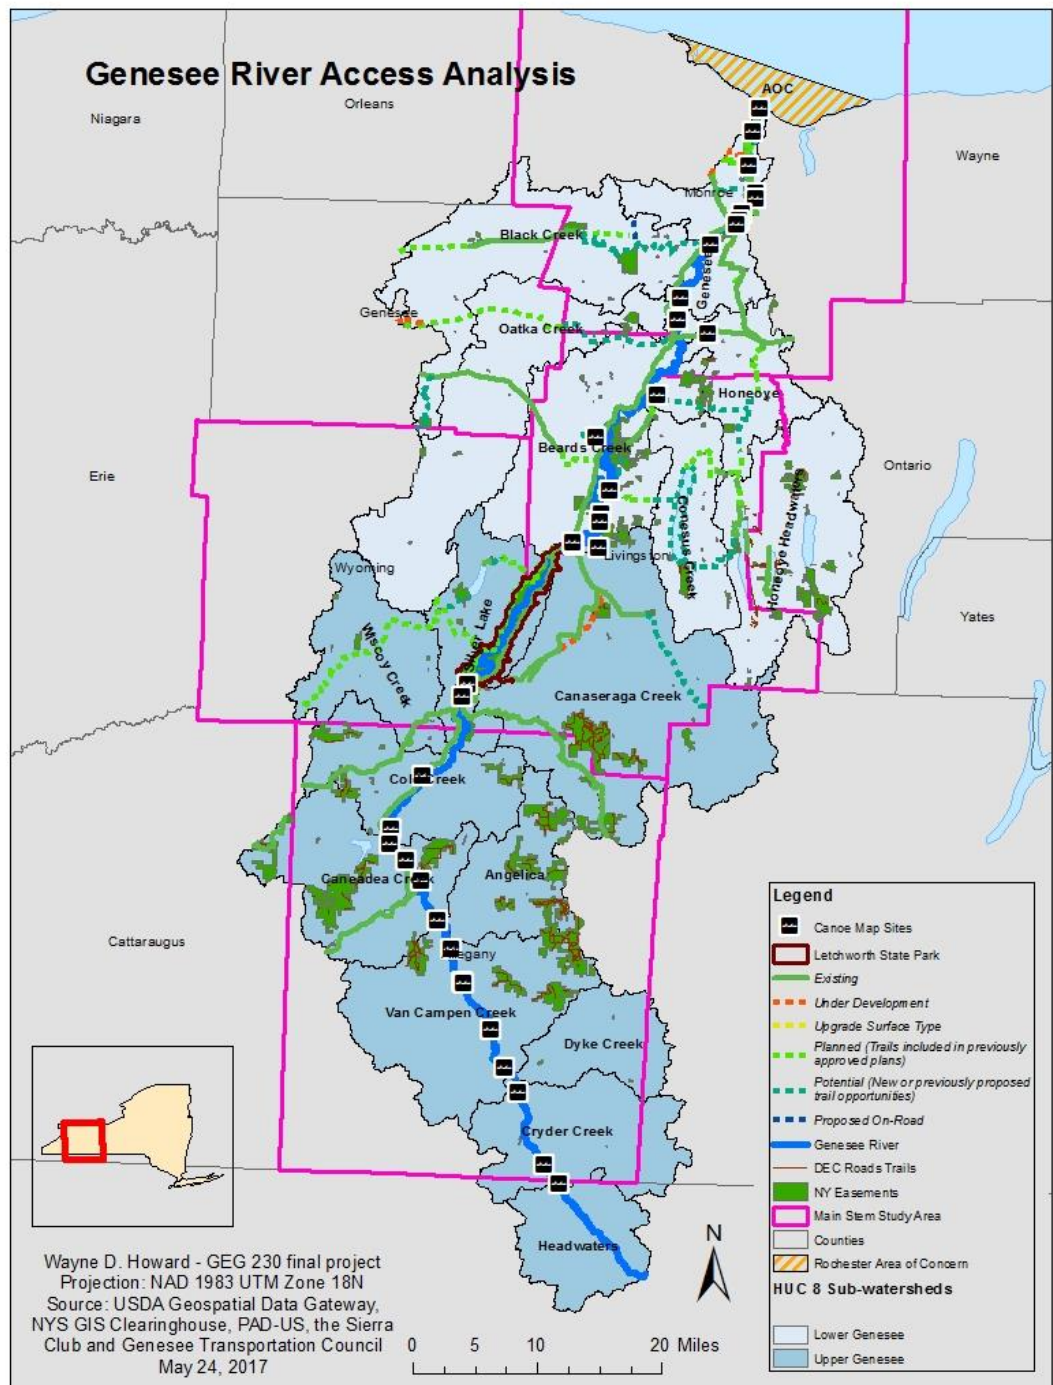 Genesee River Access Analysis
AOC
Orleans
Niagara
Wayne
Monroe
Black Creek
Genesee
Genesee
Oatka Creek
Honeoye
Beards Creek
Ontario
Erie
Conesus Creek
Honeoye Headwaters
Livingston
Wyoming
Silver Lake
Yates
Wiscoy Creek
Canaseraga Creek
Cold Creek
Angelica
Caneadea Creek
Cattaraugus
Allegany
Van Campen Creek
Dyke Creek
Cryder Creek
Headwaters
Legend
Canoe Map Sites
Letchworth State Park
Existing
Under Development
Upgrade Surface Type
Planned (Trails included in previously
approved plans)
Potential (New or previously proposed
trail opportunities)
Proposed On-Road
Genesee River
DEC Roads Trails
NY Easements
Main Stem Study Area
Counties
Rochester Area of Concern
HUC 8 Sub-watersheds
Lower Genesee
Upper Genesee
N
Wayne D. Howard - GEG 230 final project
Projection: NAD 1983 UTM Zone 18N
Source: USDA Geospatial Data Gateway,
NYS GIS Clearinghouse, PAD-US, the Sierra
Club and Genesee Transportation Council
May 24, 2017
0 5 10 20 Miles